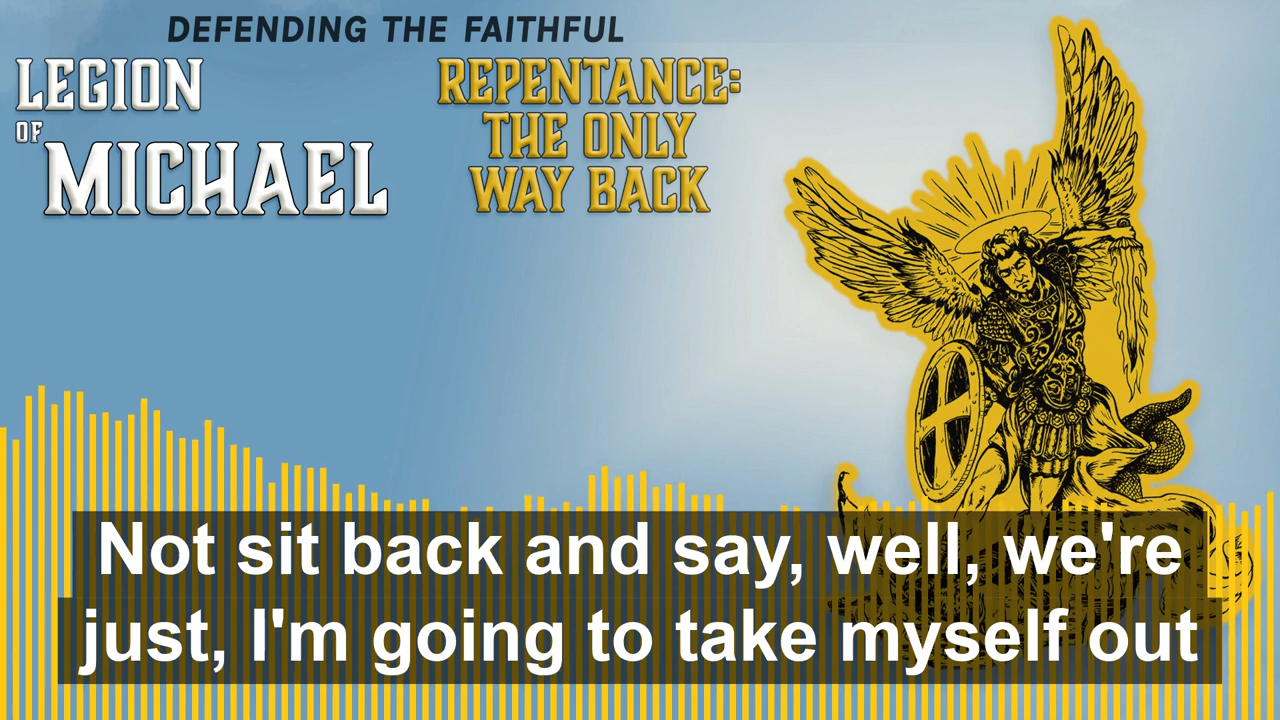 DEFENDING THE FAITHFUL
LEGION
OF
MICHAEL
REPENTANCE:
THE ONLY
WAY BACK
Not sit back and say, well, we're
just, I'm going to take myself out